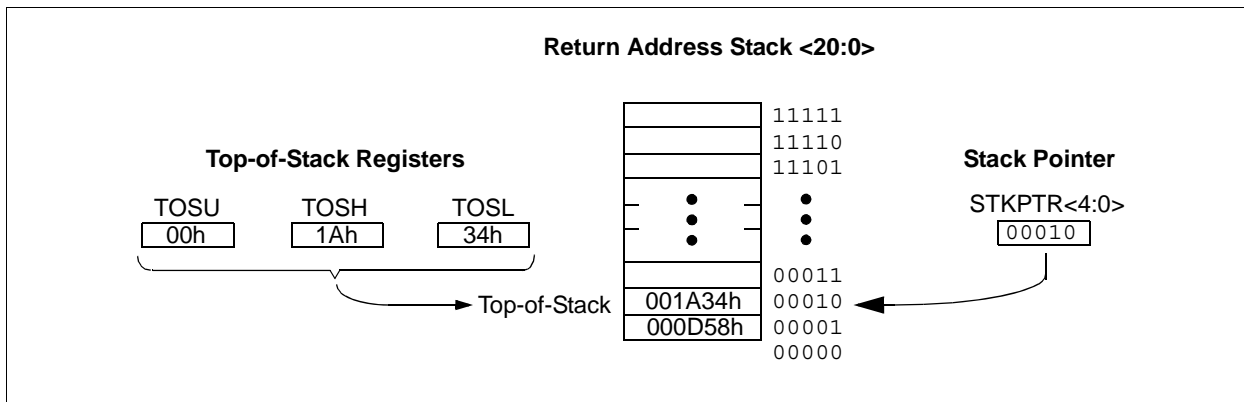 Return Address Stack <20:0>
11111
11110
11101
Top-of-Stack Registers
Stack Pointer
TOSU TOSH TOSL
00h 1Ah 34h
STKPTR<4:0>
00010
00011
Top-of-Stack 001A34h 00010
000D58h 00001
00000